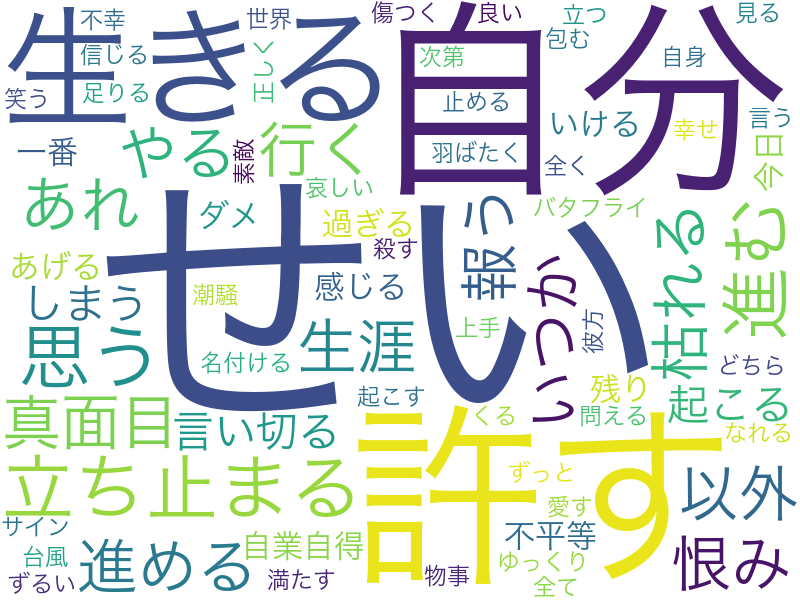 不幸
世界
傷つく
良い
立つ
見る
生きる
自分
信じる
正しく
次第
包む
自身
足りる
笑う
止める
いける
幸せ
言う
一番
やる
行く
素敵
羽ばたく
全く
今日
あれ
ダメ
哀しい
バタフライ
過ぎる
殺す
報う
枯れる
進む
せい
いつか
あげる
しまう
潮騒
感じる
彼方
上手
思う
名付ける
生涯
どちら
真面目
言い切る
起こす
残り
起こる
くる
問える
なれる
立ち止まる
許す
ずっと
以外
愛す
サイン
台風
進める
自業自得
不平等
ゆっくり
恨み
ずるい
満たす
物事
全て